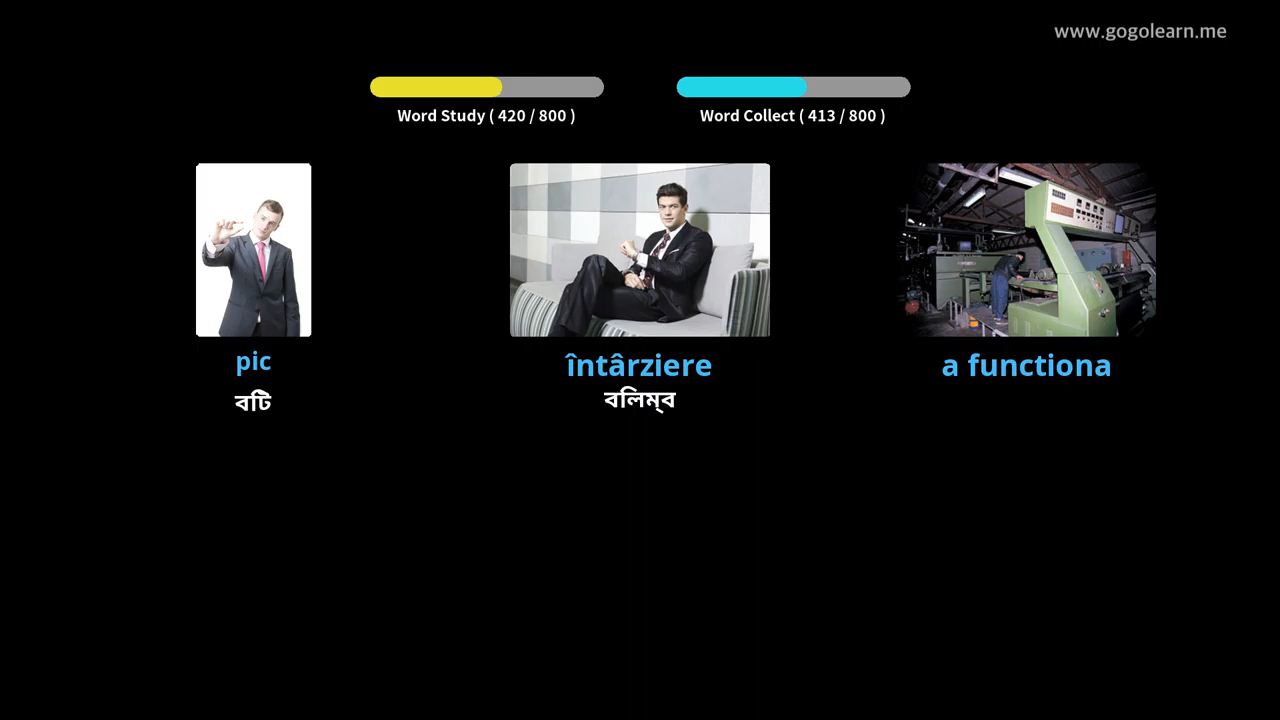 www.gogolearn.me
Word Study ( 420 / 800 )
Word Collect ( 413 / 800 )
pic
întârziere
a functiona
বটি
বলিম্ব